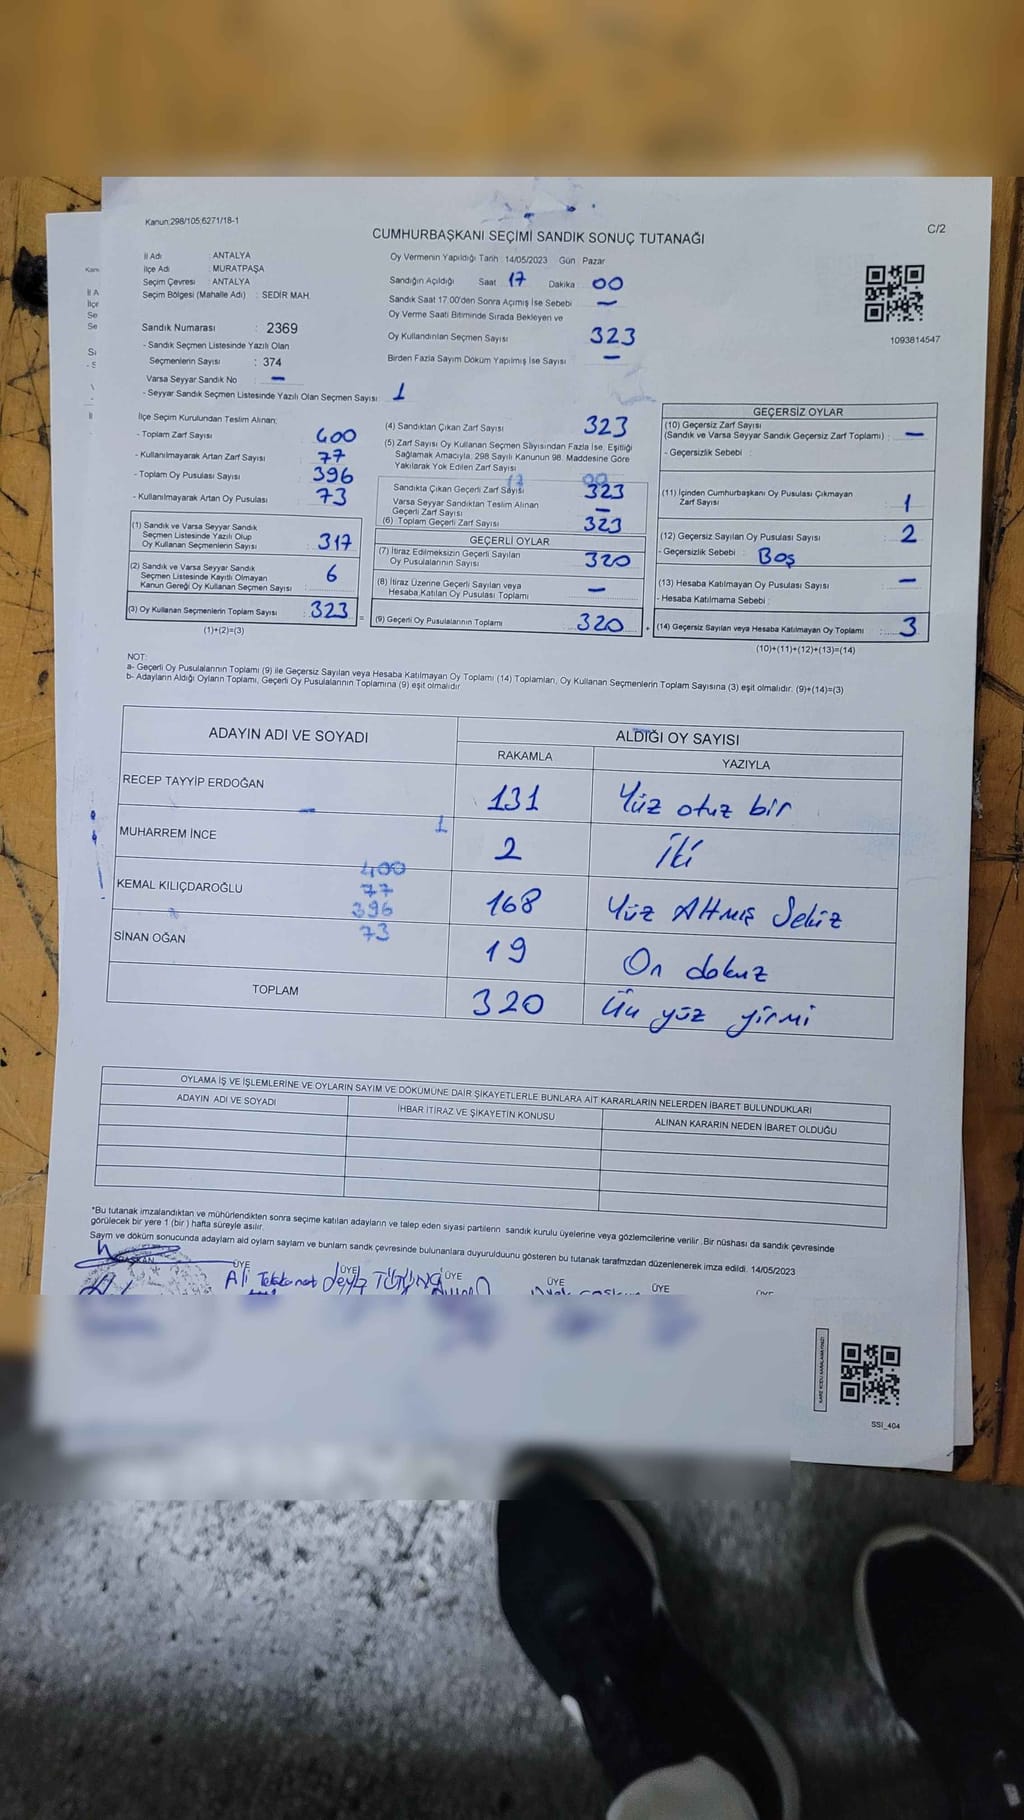 Kanun:298/105,6271/18-1
C/2
CUMHURBAŞKANI SEÇİMİ SANDIK SONUÇ TUTANAĞI
İl Adı : ANTALYA
İlçe Adı : MURATPAŞA
Seçim Çevresi : ANTALYA
Seçim Bölgesi (Mahalle Adı) : SEDİR MAH.
Sandık Numarası : 2369
- Sandık Seçmen Listesinde Yazılı Olan
Seçmenlerin Sayısı : 374
Varsa Seyyar Sandık No : –
- Seyyar Sandık Seçmen Listesinde Yazılı Olan Seçmen Sayısı: 1
Oy Vermenin Yapıldığı Tarih : 14/05/2023 Gün : Pazar
Sandığın Açıldığı Saat 17 Dakika 00
Sandık Saat 17.00'den Sonra Açılmış İse Sebebi : –
Oy Verme Saati Bitiminde Sırada Bekleyen ve
Oy Kullandırılan Seçmen Sayısı 323
Birden Fazla Sayım Döküm Yapılmış İse Sayısı : –
1093814547
İlçe Seçim Kurulundan Teslim Alınan:
- Toplam Zarf Sayısı : 400
- Kullanılmayarak Artan Zarf Sayısı : 77
- Toplam Oy Pusulası Sayısı : 396
- Kullanılmayarak Artan Oy Pusulası : 73
(1) Sandık ve Varsa Seyyar Sandık
Seçmen Listesinde Yazılı Olup
Oy Kullanan Seçmenlerin Sayısı : 317
(2) Sandık ve Varsa Seyyar Sandık
Seçmen Listesinde Kayıtlı Olmayan
Kanun Gereği Oy Kullanan Seçmen Sayısı : 6
(3) Oy Kullanan Seçmenlerin Toplam Sayısı : 323
(1)+(2)=(3)
(4) Sandıktan Çıkan Zarf Sayısı : 323
(5) Zarf Sayısı Oy Kullanan Seçmen Sayısından Fazla İse, Eşitliği
Sağlamak Amacıyla, 298 Sayılı Kanunun 98. Maddesine Göre
Yakılarak Yok Edilen Zarf Sayısı
Sandıkta Çıkan Geçerli Zarf Sayısı 323
Varsa Seyyar Sandıktan Teslim Alınan
Geçerli Zarf Sayısı –
(6) Toplam Geçerli Zarf Sayısı 323
GEÇERLİ OYLAR
(7) İtiraz Edilmeksizin Geçerli Sayılan
Oy Pusulalarının Sayısı 320
(8) İtiraz Üzerine Geçerli Sayılan veya
Hesaba Katılan Oy Pusulası Toplamı –
(9) Geçerli Oy Pusulalarının Toplamı 320
GEÇERSİZ OYLAR
(10) Geçersiz Zarf Sayısı
(Sandık ve Varsa Seyyar Sandık Geçersiz Zarf Toplamı) : –
- Geçersizlik Sebebi :
(11) İçinden Cumhurbaşkanı Oy Pusulası Çıkmayan
Zarf Sayısı : 1
(12) Geçersiz Sayılan Oy Pusulası Sayısı : 2
- Geçersizlik Sebebi : Boş
(13) Hesaba Katılmayan Oy Pusulası Sayısı : –
- Hesaba Katılmama Sebebi :
(14) Geçersiz Sayılan veya Hesaba Katılmayan Oy Toplamı : 3
(10)+(11)+(12)+(13)=(14)
NOT:
a- Geçerli Oy Pusulalarının Toplamı (9) ile Geçersiz Sayılan veya Hesaba Katılmayan Oy Toplamı (14) Toplamları, Oy Kullanan Seçmenlerin Toplam Sayısına (3) eşit olmalıdır. (9)+(14)=(3)
b- Adayların Aldığı Oyların Toplamı, Geçerli Oy Pusulalarının Toplamına (9) eşit olmalıdır.
ADAYIN ADI VE SOYADI
ALDIĞI OY SAYISI
RAKAMLA YAZIYLA
RECEP TAYYİP ERDOĞAN 131 Yüz otuz bir
MUHARREM İNCE 2 İki
KEMAL KILIÇDAROĞLU 168 Yüz Altmış Sekiz
SİNAN OĞAN 19 On dokuz
TOPLAM 320 Üç yüz yirmi
1
400
77
396
73
OYLAMA İŞ VE İŞLEMLERİNE VE OYLARIN SAYIM VE DÖKÜMÜNE DAİR ŞİKAYETLERLE BUNLARA AİT KARARLARIN NELERDEN İBARET BULUNDUKLARI
ADAYIN ADI VE SOYADI İHBAR İTİRAZ VE ŞİKAYETİN KONUSU ALINAN KARARIN NEDEN İBARET OLDUĞU
*Bu tutanak imzalandıktan ve mühürlendikten sonra seçime katılan adayların ve talep eden siyasi partilerin sandık kurulu üyelerine veya gözlemcilerine verilir. Bir nüshası da sandık çevresinde
görülecek bir yere 1 (bir) hafta süreyle asılır.
Sayım ve döküm sonucunda adayların ald oyların sayların ve bunların sandk çevresinde bulunanlara duyurulduunu gösteren bu tutanak tarafmzdan düzenlenerek imza edildi. 14/05/2023
BAŞKAN ÜYE ÜYE ÜYE ÜYE ÜYE
Ali
SSI_404